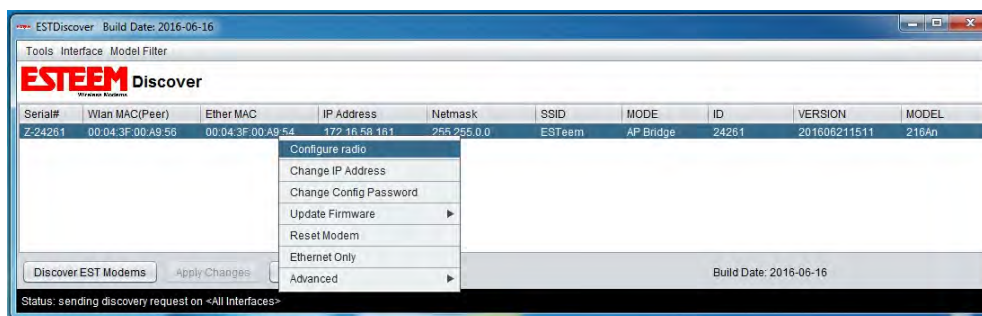 ESTDiscover Build Date: 2016-06-16
Tools Interface Model Filter
ESTEEM Discover
Wireless Modems
Serial# Wlan MAC(Peer) Ether MAC IP Address Netmask SSID MODE ID VERSION MODEL
Z-24261 00:04:3F:00:A9:56 00:04:3F:00:A9:54 172.16.58.161 255.255.0.0 ESTeem AP Bridge 24261 201606211511 216An
Configure radio
Change IP Address
Change Config Password
Update Firmware
Reset Modem
Ethernet Only
Advanced
Discover EST Modems Apply Changes Build Date: 2016-06-16
Status: sending discovery request on <All Interfaces>